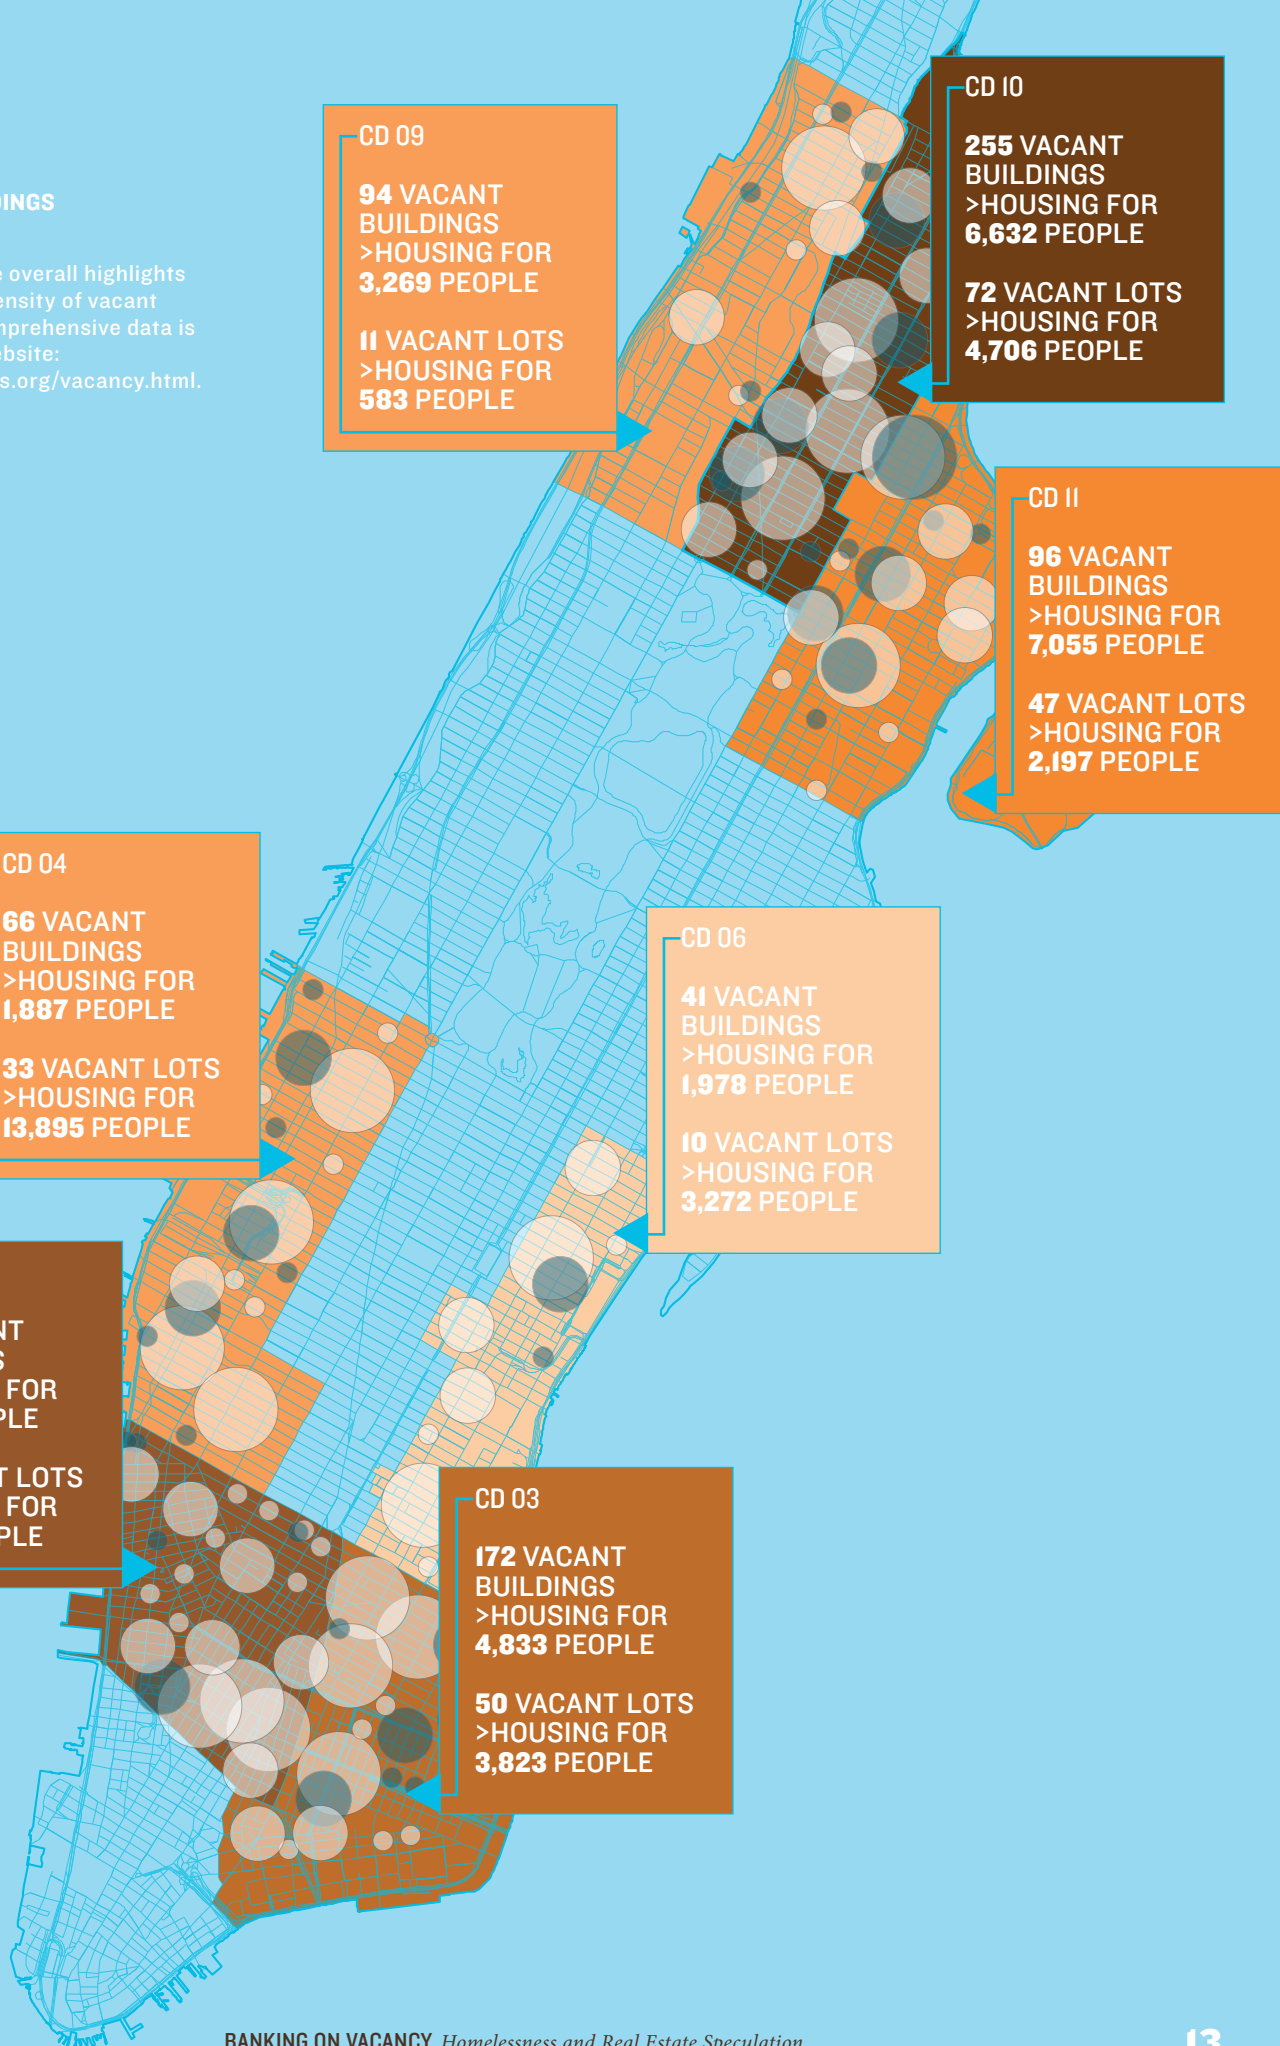 CD 10
255 VACANT
BUILDINGS
>HOUSING FOR
6,632 PEOPLE
72 VACANT LOTS
>HOUSING FOR
4,706 PEOPLE
CD 09
94 VACANT
BUILDINGS
>HOUSING FOR
3,269 PEOPLE
11 VACANT LOTS
>HOUSING FOR
583 PEOPLE
INGS
overall highlights
ensity of vacant
mprehensive data is
ebsite:
s.org/vacancy.html.
CD 11
96 VACANT
BUILDINGS
>HOUSING FOR
7,055 PEOPLE
47 VACANT LOTS
>HOUSING FOR
2,197 PEOPLE
CD 04
66 VACANT
BUILDINGS
>HOUSING FOR
1,887 PEOPLE
33 VACANT LOTS
>HOUSING FOR
13,895 PEOPLE
CD 06
41 VACANT
BUILDINGS
>HOUSING FOR
1,978 PEOPLE
10 VACANT LOTS
>HOUSING FOR
3,272 PEOPLE
NT
S
FOR
PLE
T LOTS
FOR
PLE
CD 03
172 VACANT
BUILDINGS
>HOUSING FOR
4,833 PEOPLE
50 VACANT LOTS
>HOUSING FOR
3,823 PEOPLE
BANKING ON VACANCY Homelessness and Real Estate Speculation
13